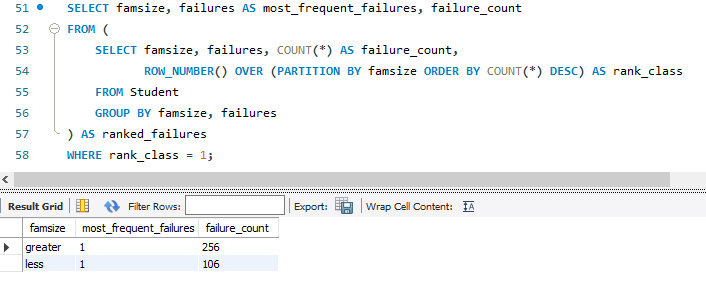 51 SELECT famsize, failures AS most_frequent_failures, failure_count
52 FROM (
53 SELECT famsize, failures, COUNT(*) AS failure_count,
54 ROW_NUMBER() OVER (PARTITION BY famsize ORDER BY COUNT(*) DESC) AS rank_class
55 FROM Student
56 GROUP BY famsize, failures
57 ) AS ranked_failures
58 WHERE rank_class = 1;
Result Grid Filter Rows: Export: Wrap Cell Content:
famsize most_frequent_failures failure_count
greater 1 256
less 1 106